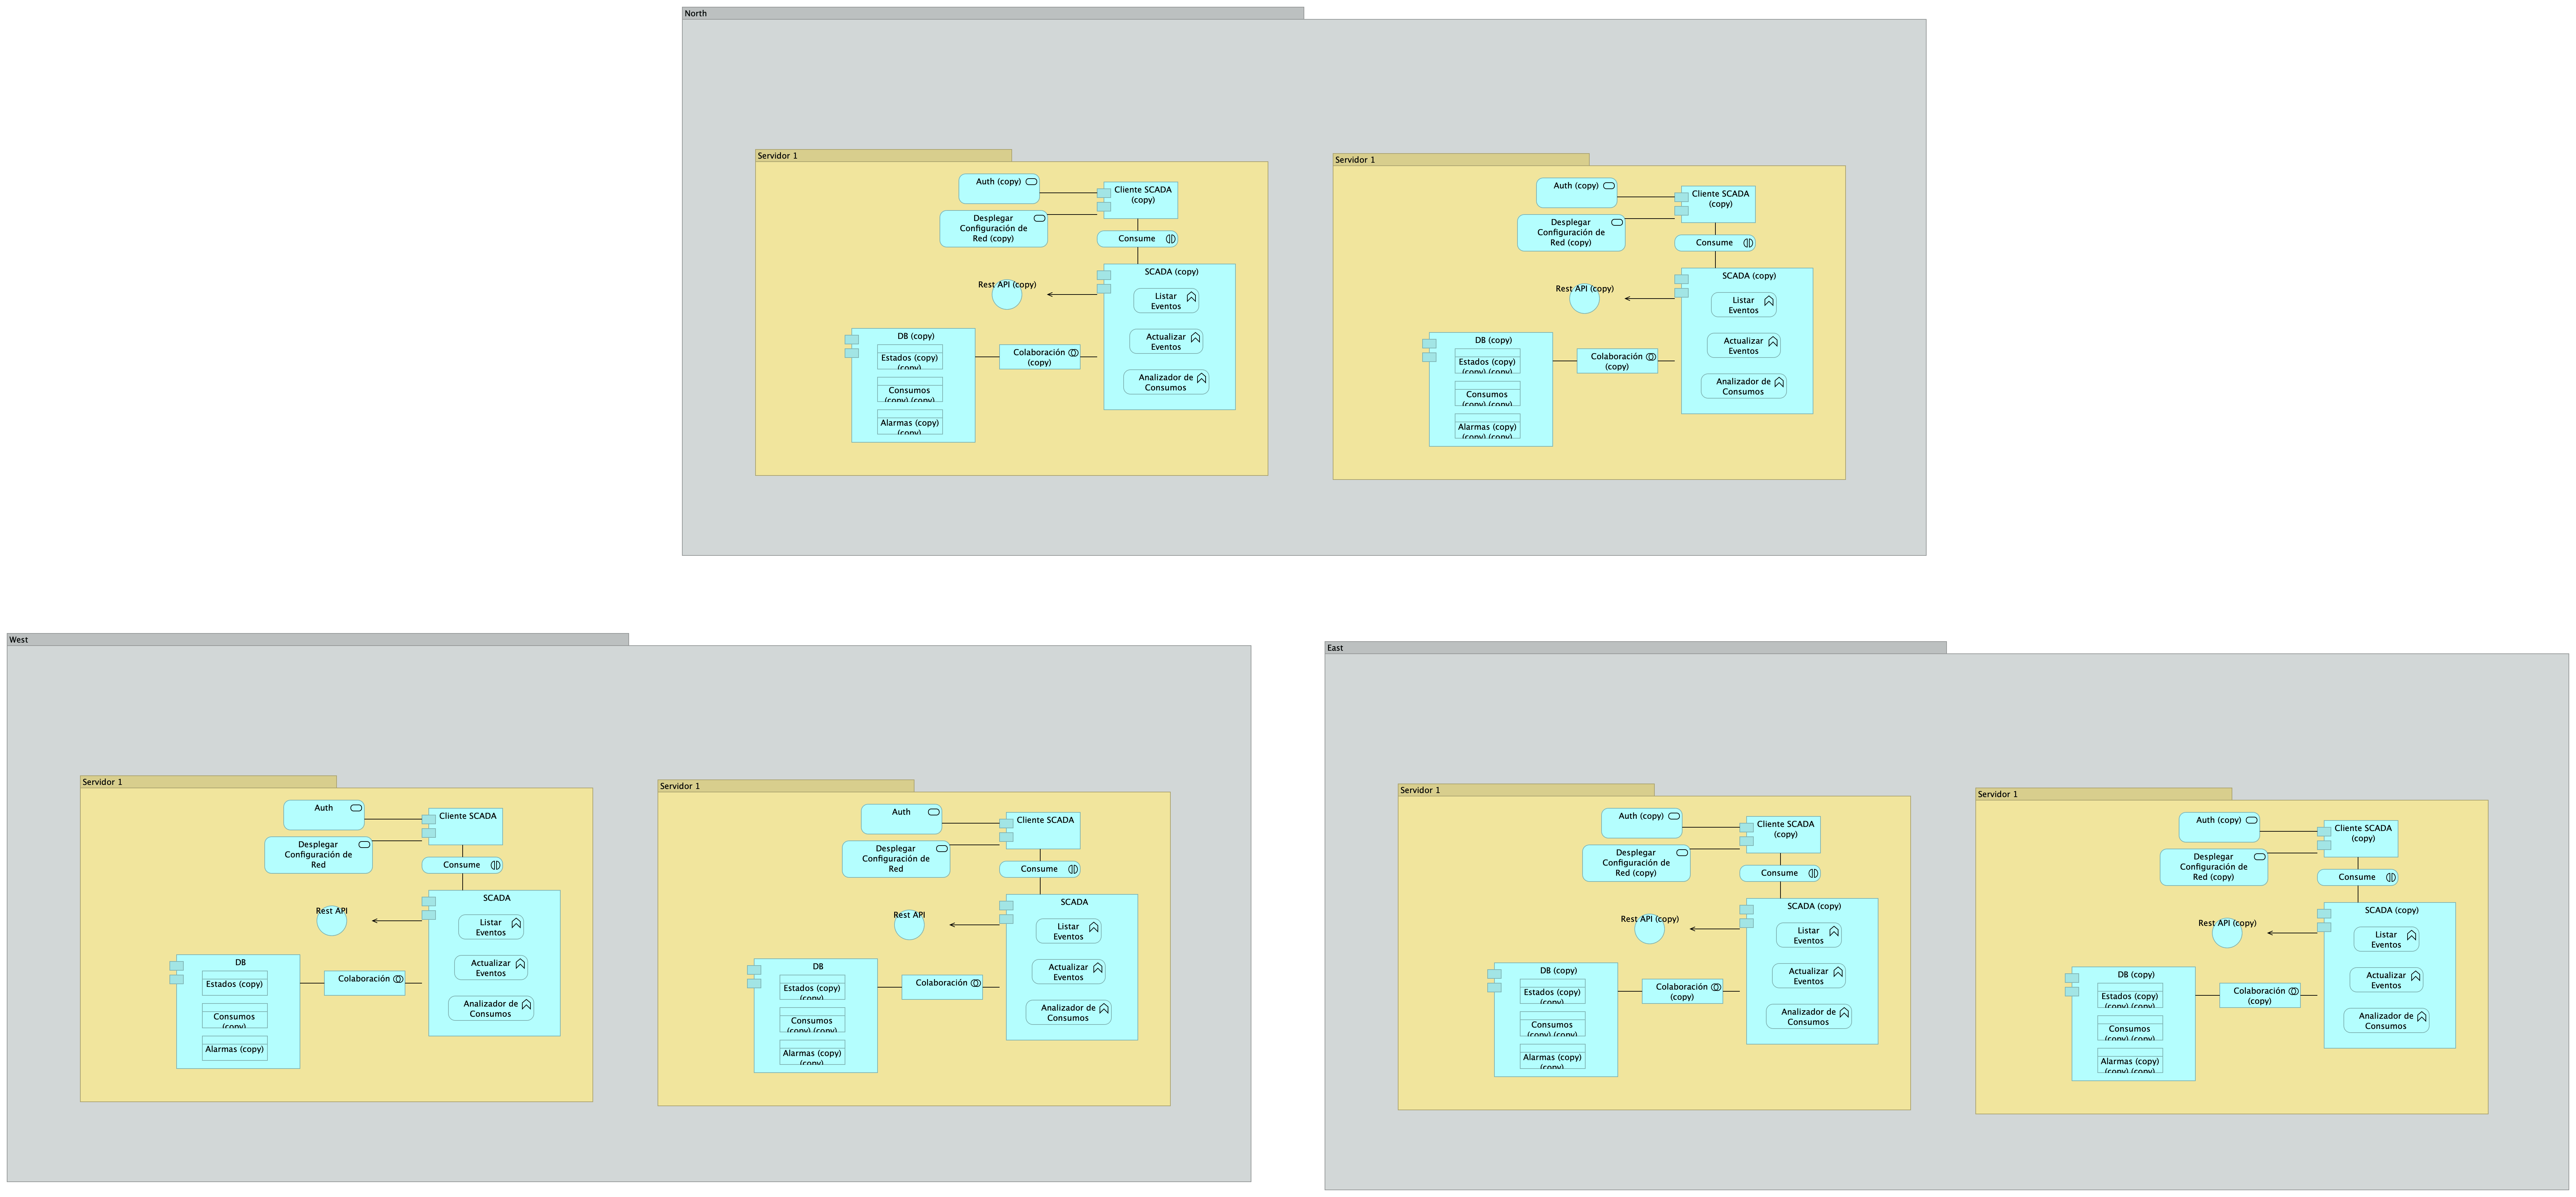 North
Servidor 1
Auth (copy)
Cliente SCADA
(copy)
Desplegar
Configuración de
Red (copy)
Consume
SCADA (copy)
Rest API (copy)
Listar
Eventos
DB (copy)
Actualizar
Eventos
Estados (copy)
(copy)
Colaboración
(copy)
Analizador de
Consumos
Consumos
(copy) (copy)
Alarmas (copy)
(copy)
Servidor 1
Auth (copy)
Cliente SCADA
(copy)
Desplegar
Configuración de
Red (copy)
Consume
SCADA (copy)
Rest API (copy)
Listar
Eventos
DB (copy)
Actualizar
Eventos
Estados (copy)
(copy) (copy)
Colaboración
(copy)
Analizador de
Consumos
Consumos
(copy) (copy)
Alarmas (copy)
(copy) (copy)
West
Servidor 1
Auth
Cliente SCADA
Desplegar
Configuración de
Red
Consume
SCADA
Rest API
Listar
Eventos
DB
Actualizar
Eventos
Estados (copy)
Colaboración
Analizador de
Consumos
Consumos
(copy)
Alarmas (copy)
Servidor 1
Auth
Cliente SCADA
Desplegar
Configuración de
Red
Consume
SCADA
Rest API
Listar
Eventos
DB
Actualizar
Eventos
Estados (copy)
(copy)
Colaboración
Analizador de
Consumos
Consumos
(copy) (copy)
Alarmas (copy)
(copy)
East
Servidor 1
Auth (copy)
Cliente SCADA
(copy)
Desplegar
Configuración de
Red (copy)
Consume
SCADA (copy)
Rest API (copy)
Listar
Eventos
DB (copy)
Actualizar
Eventos
Estados (copy)
(copy)
Colaboración
(copy)
Analizador de
Consumos
Consumos
(copy) (copy)
Alarmas (copy)
(copy)
Servidor 1
Auth (copy)
Cliente SCADA
(copy)
Desplegar
Configuración de
Red (copy)
Consume
SCADA (copy)
Rest API (copy)
Listar
Eventos
DB (copy)
Actualizar
Eventos
Estados (copy)
(copy) (copy)
Colaboración
(copy)
Analizador de
Consumos
Consumos
(copy) (copy)
Alarmas (copy)
(copy) (copy)